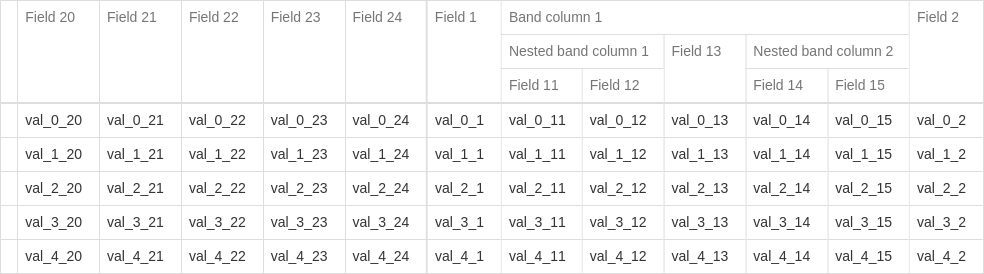 Field 20 Field 21 Field 22 Field 23 Field 24 Field 1 Band column 1 Field 2
Nested band column 1 Field 13 Nested band column 2
Field 11 Field 12 Field 14 Field 15
val_0_20 val_0_21 val_0_22 val_0_23 val_0_24 val_0_1 val_0_11 val_0_12 val_0_13 val_0_14 val_0_15 val_0_2
val_1_20 val_1_21 val_1_22 val_1_23 val_1_24 val_1_1 val_1_11 val_1_12 val_1_13 val_1_14 val_1_15 val_1_2
val_2_20 val_2_21 val_2_22 val_2_23 val_2_24 val_2_1 val_2_11 val_2_12 val_2_13 val_2_14 val_2_15 val_2_2
val_3_20 val_3_21 val_3_22 val_3_23 val_3_24 val_3_1 val_3_11 val_3_12 val_3_13 val_3_14 val_3_15 val_3_2
val_4_20 val_4_21 val_4_22 val_4_23 val_4_24 val_4_1 val_4_11 val_4_12 val_4_13 val_4_14 val_4_15 val_4_2